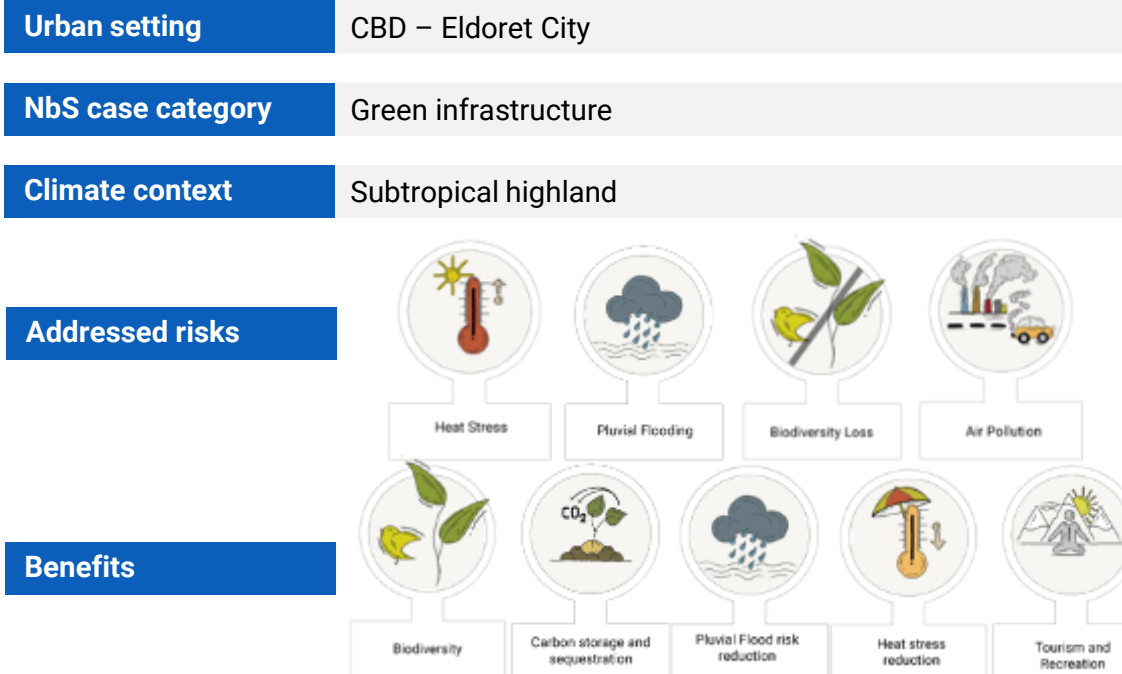 Urban setting
CBD – Eldoret City
NbS case category
Green infrastructure
Climate context
Subtropical highland
Addressed risks
Heat Stress
Pluvial Flooding
Biodiversity Loss
Air Pollution
Benefits
CO₂
Biodiversity
Carbon storage and
sequestration
Pluvial Flood risk
reduction
Heat stress
reduction
Tourism and
Recreation